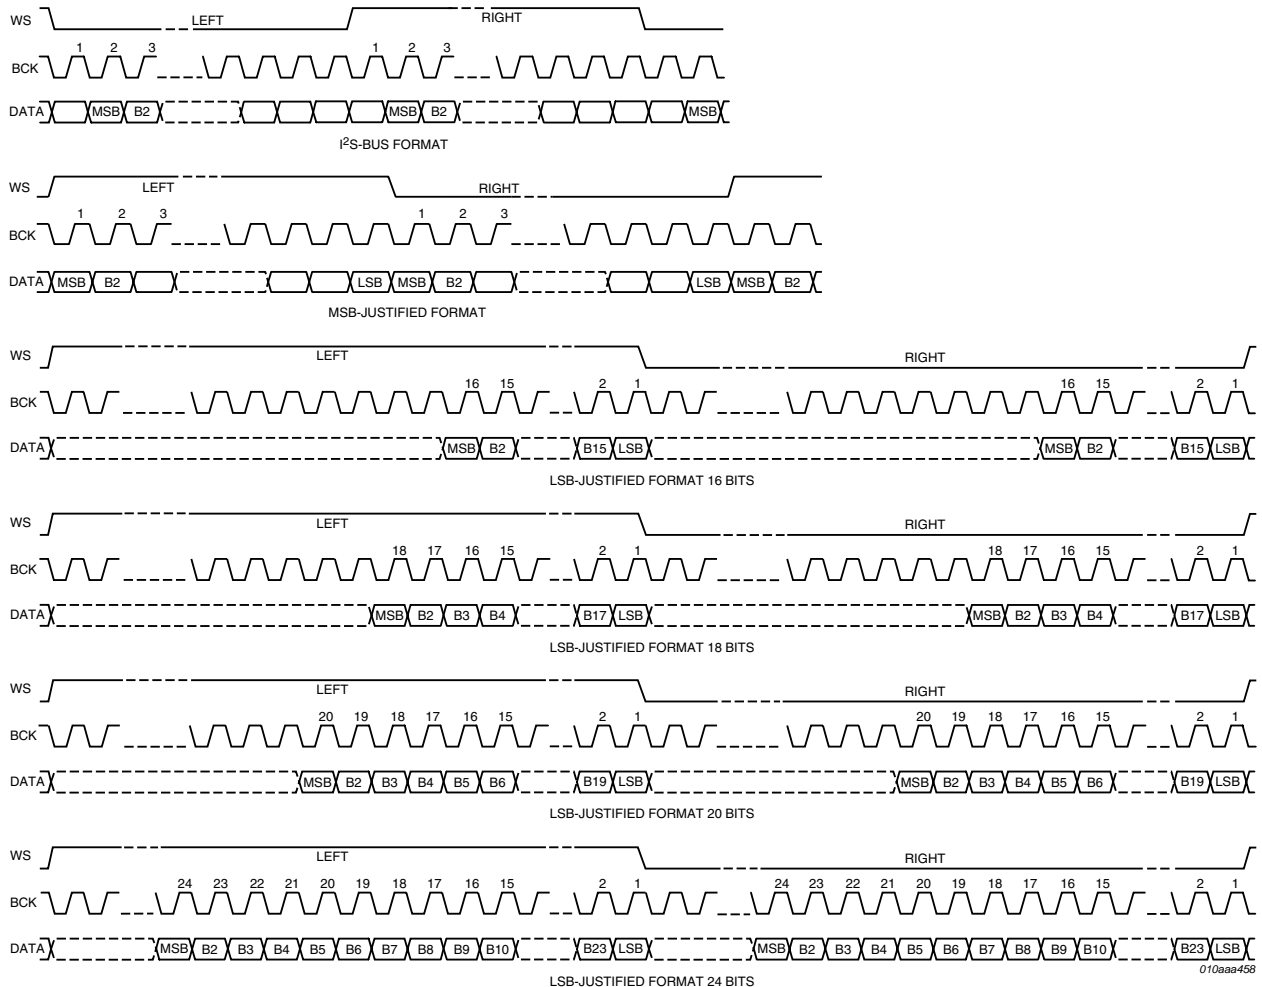 WS LEFT RIGHT
BCK 1 2 3 1 2 3
DATA MSB B2 MSB B2 MSB
I2S-BUS FORMAT
WS LEFT RIGHT
BCK 1 2 3 1 2 3
DATA MSB B2 LSB MSB B2 LSB MSB B2
MSB-JUSTIFIED FORMAT
WS LEFT RIGHT
BCK 16 15 2 1 16 15 2 1
DATA MSB B2 B15 LSB MSB B2 B15 LSB
LSB-JUSTIFIED FORMAT 16 BITS
WS LEFT RIGHT
BCK 18 17 16 15 2 1 18 17 16 15 2 1
DATA MSB B2 B3 B4 B17 LSB MSB B2 B3 B4 B17 LSB
LSB-JUSTIFIED FORMAT 18 BITS
WS LEFT RIGHT
BCK 20 19 18 17 16 15 2 1 20 19 18 17 16 15 2 1
DATA MSB B2 B3 B4 B5 B6 B19 LSB MSB B2 B3 B4 B5 B6 B19 LSB
LSB-JUSTIFIED FORMAT 20 BITS
WS LEFT RIGHT
BCK 24 23 22 21 20 19 18 17 16 15 2 1 24 23 22 21 20 19 18 17 16 15 2 1
DATA MSB B2 B3 B4 B5 B6 B7 B8 B9 B10 B23 LSB MSB B2 B3 B4 B5 B6 B7 B8 B9 B10 B23 LSB
010aaa458
LSB-JUSTIFIED FORMAT 24 BITS